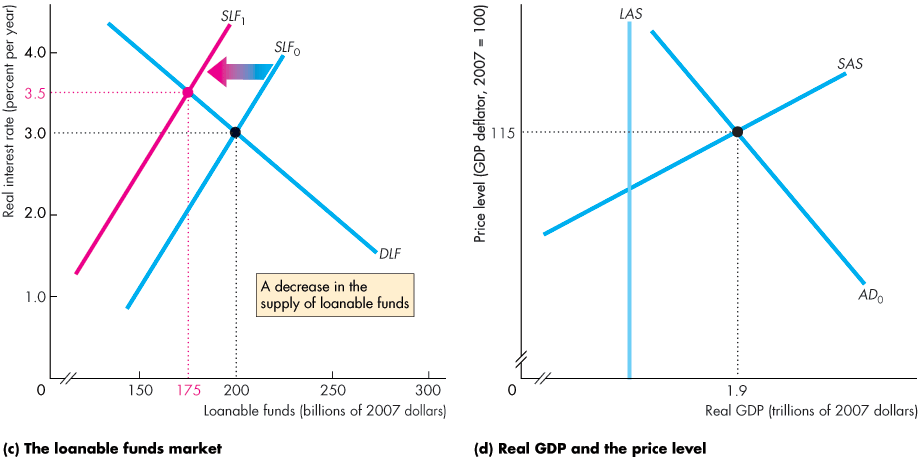 SLF1
SLF0
Real interest rate (percent per year)
4.0
3.5
3.0
2.0
1.0
0
DLF
A decrease in the
supply of loanable funds
150
175
200
250
300
Loanable funds (billions of 2007 dollars)
(c) The loanable funds market
LAS
SAS
Price level (GDP deflator, 2007 = 100)
115
AD0
0
1.9
Real GDP (trillions of 2007 dollars)
(d) Real GDP and the price level